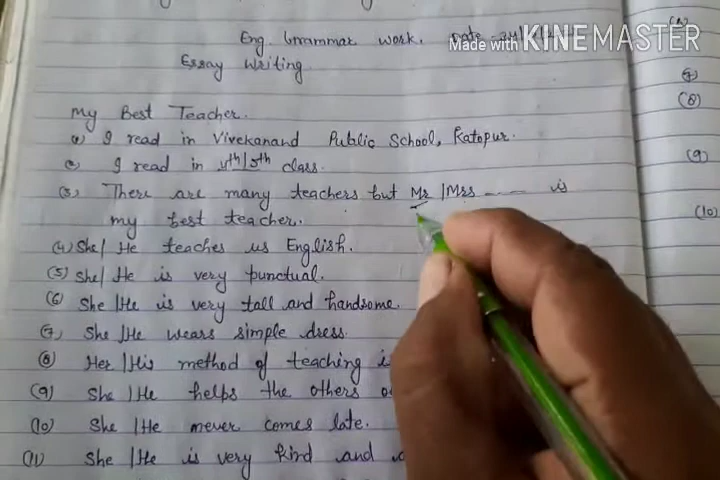 Eng. Grammar work.
Made with KINEMASTER
Essay Writing
My Best Teacher.
(1) I read in Vivekanand Public School, Ratopur.
(2) I read in 4th/5th class.
(3) There are many teachers but Mr /Mrs ---- is
my best teacher.
(4) She/ He teaches us English.
(5) She/ He is very punctual.
(6) She /He is very tall and handsome.
(7) She /He wears simple dress.
(8) Her /His method of teaching
(9) She /He helps the others
(10) She /He never comes late.
(11) She /He is very kind and
(7)
(8)
(9)
(10)